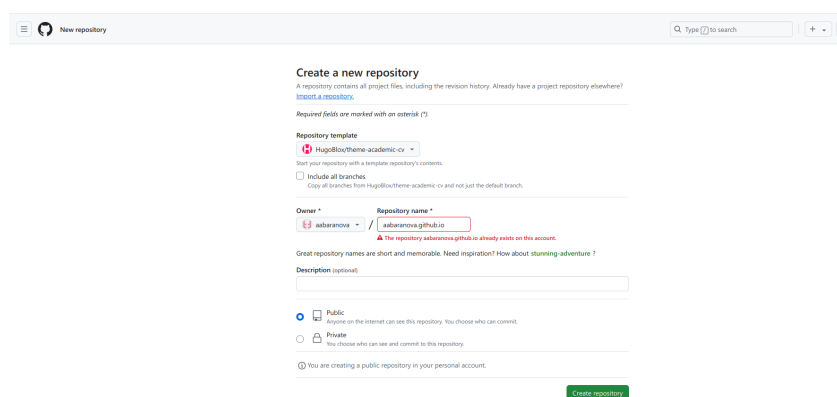 New repository
Type / to search
Create a new repository
A repository contains all project files, including the revision history. Already have a project repository elsewhere?
Import a repository.
Required fields are marked with an asterisk (*).
Repository template
HugoBlox/theme-academic-cv
Start your repository with a template repository's contents.
Include all branches
Copy all branches from HugoBlox/theme-academic-cv and not just the default branch.
Owner * Repository name *
aabaranova / aabaranova.github.io
The repository aabaranova.github.io already exists on this account.
Great repository names are short and memorable. Need inspiration? How about stunning-adventure ?
Description (optional)
Public
Anyone on the internet can see this repository. You choose who can commit.
Private
You choose who can see and commit to this repository.
You are creating a public repository in your personal account.
Create repository